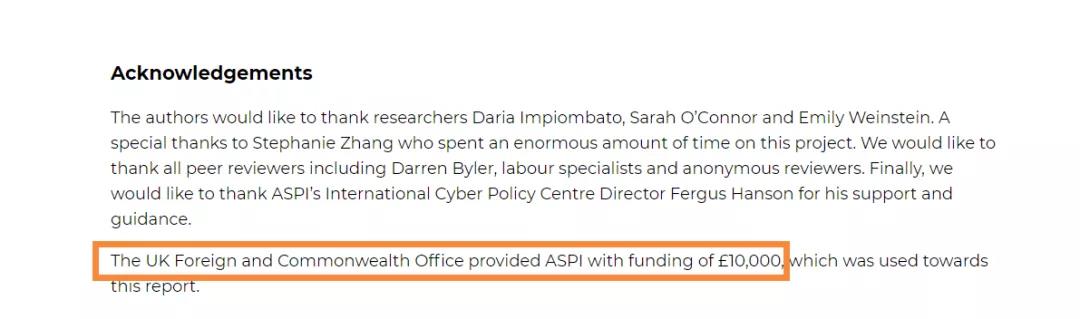 Acknowledgements
The authors would like to thank researchers Daria Impiombato, Sarah O’Connor and Emily Weinstein. A
special thanks to Stephanie Zhang who spent an enormous amount of time on this project. We would like to
thank all peer reviewers including Darren Byler, labour specialists and anonymous reviewers. Finally, we
would like to thank ASPI’s International Cyber Policy Centre Director Fergus Hanson for his support and
guidance.
The UK Foreign and Commonwealth Office provided ASPI with funding of £10,000, which was used towards
this report.